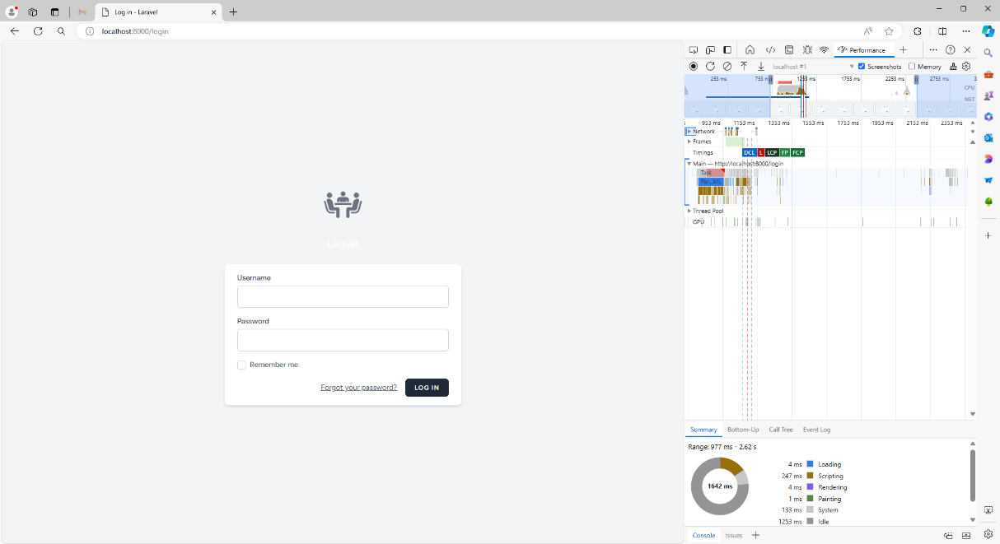 Log in - Laravel
localhost:8000/login
Laravel
Username
Password
Remember me
Forgot your password?
LOG IN
Performance
localhost #1
Screenshots
Memory
253 ms
753 m
1253 ms
1753 ms
2253 ms
2753 ms
3
CPU
NET
953 ms
1153 ms
1353 ms
1553 ms
1753 ms
1953 ms
2153 ms
2353 ms
Network
Frames
Timings
DCL
L
LCP
FP
FCP
Main — http://localhost:8000/login
Task
Par...ML
Thread Pool
GPU
Summary
Bottom-Up
Call Tree
Event Log
Range: 977 ms - 2.62 s
1642 ms
4 ms Loading
247 ms Scripting
4 ms Rendering
1 ms Painting
133 ms System
1253 ms Idle
Console
Issues